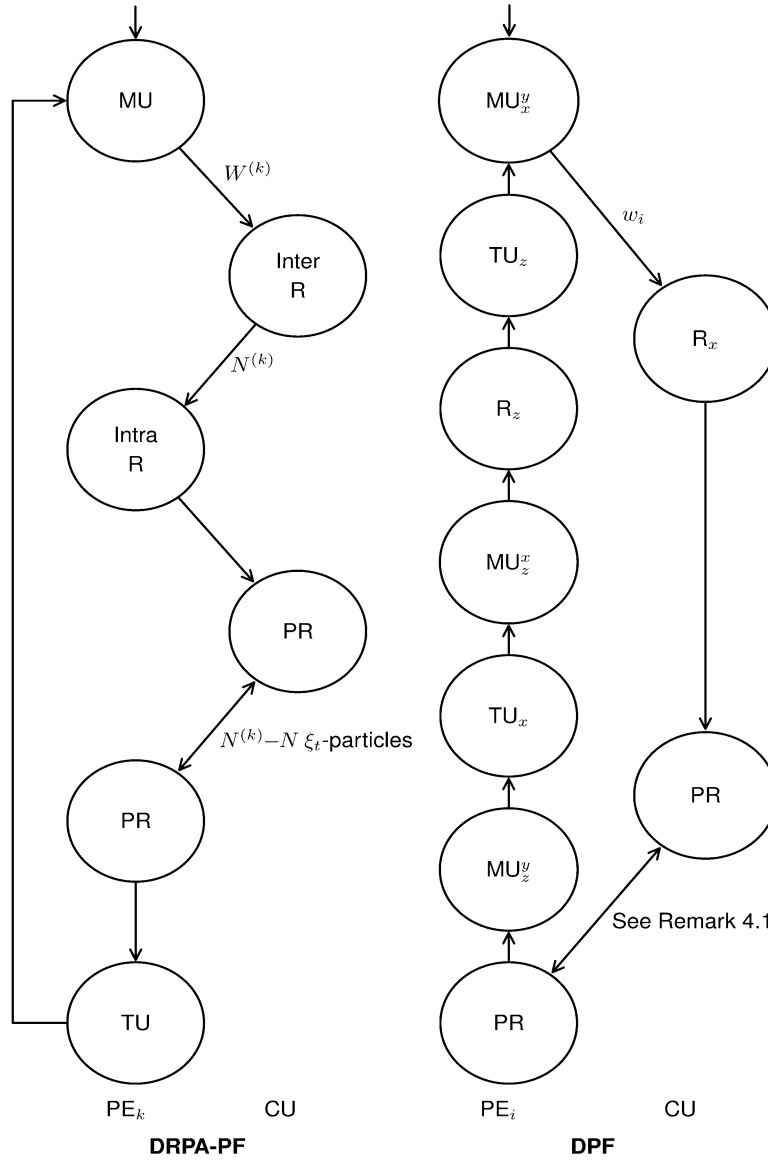 MU
W^{(k)}
Inter
R
N^{(k)}
Intra
R
PR
N^{(k)}–N ξ_t-particles
PR
TU
PE_k
CU
DRPA-PF
MU_x^y
w_i
TU_z
R_x
R_z
MU_z^x
TU_x
PR
MU_z^y
See Remark 4.1
PR
PE_i
CU
DPF